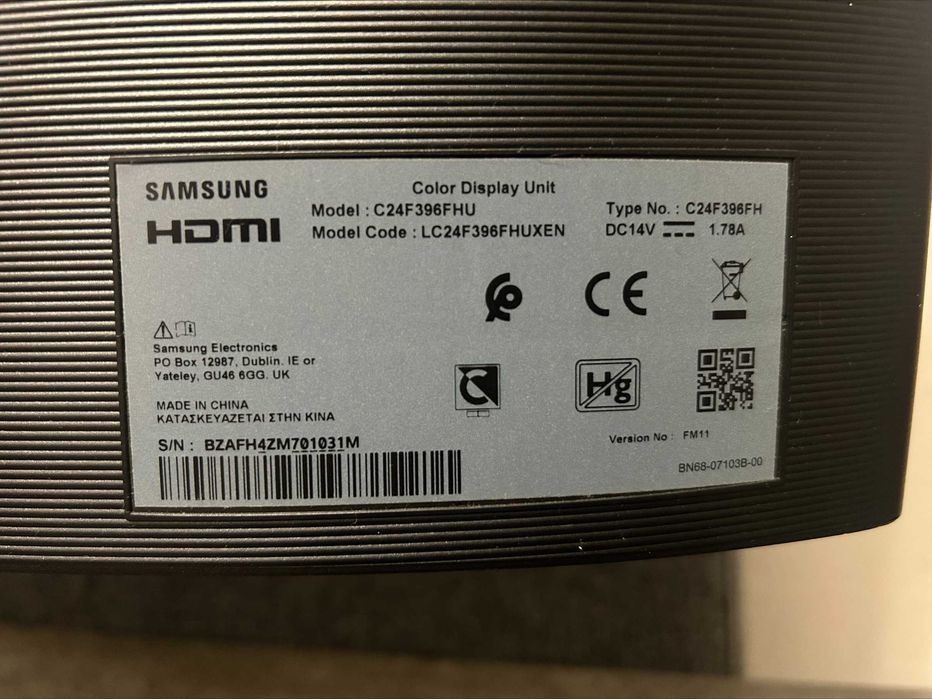 SAMSUNG
HDMI
Color Display Unit
Model : C24F396FHU
Model Code : LC24F396FHUXEN
Type No. : C24F396FH
DC14V 1.78A
CE
Samsung Electronics
PO Box 12987, Dublin. IE or
Yateley, GU46 6GG. UK
MADE IN CHINA
ΚΑΤΑΣΚΕΥΑΖΕΤΑΙ ΣΤΗΝ ΚΙΝΑ
Hg
S/N : BZAFH4ZM701031M
Version No : FM11
BN68-07103B-00